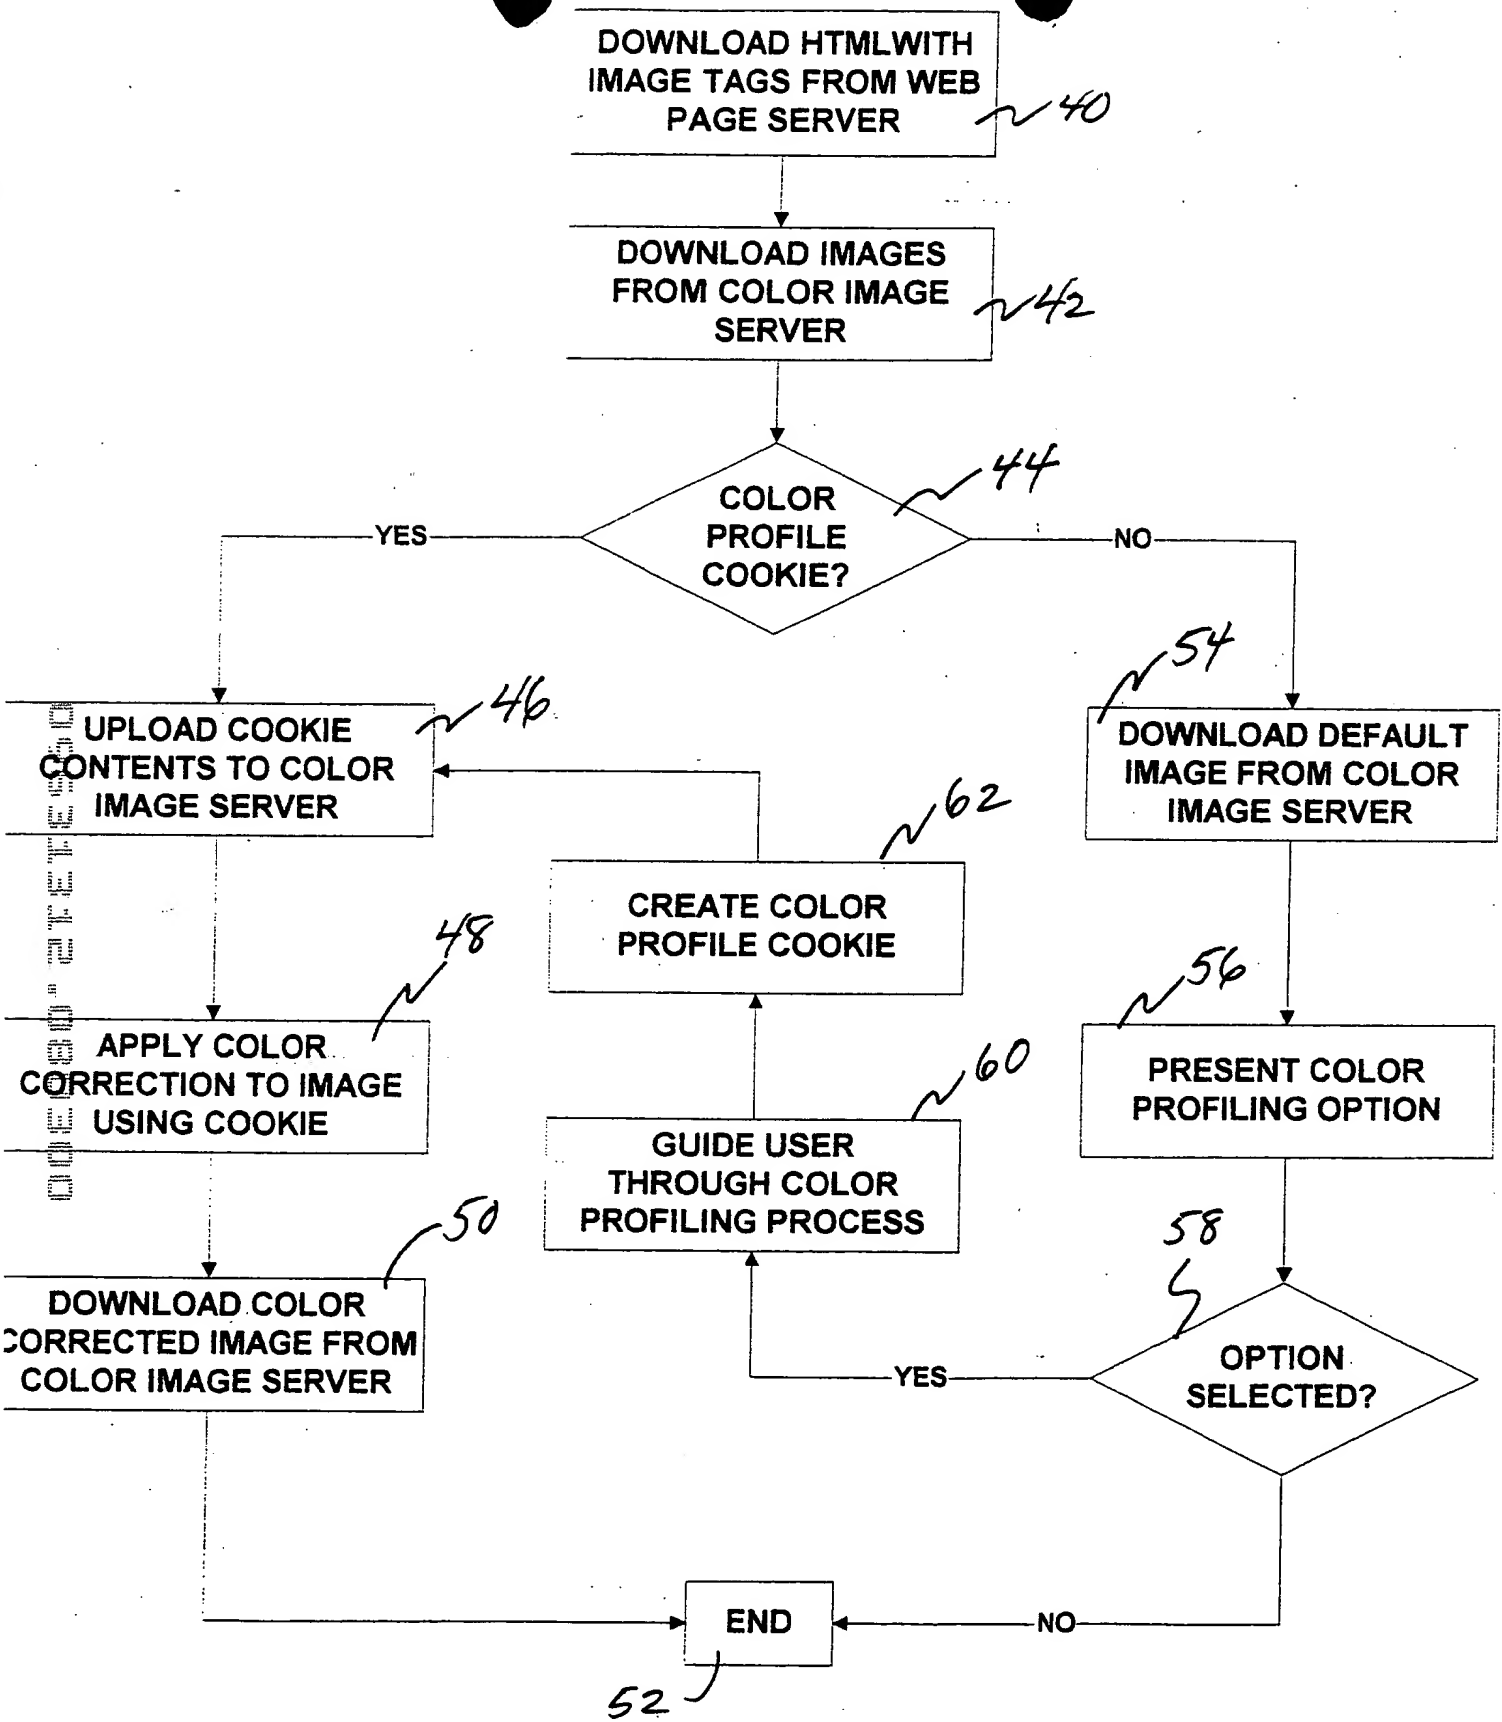 DOWNLOAD HTMLWITH
IMAGE TAGS FROM WEB
PAGE SERVER
40
DOWNLOAD IMAGES
FROM COLOR IMAGE
SERVER
42
COLOR
PROFILE
COOKIE?
44
YES
NO
UPLOAD COOKIE
CONTENTS TO COLOR
IMAGE SERVER
46
54
DOWNLOAD DEFAULT
IMAGE FROM COLOR
IMAGE SERVER
62
CREATE COLOR
PROFILE COOKIE
48
APPLY COLOR
CORRECTION TO IMAGE
USING COOKIE
56
PRESENT COLOR
PROFILING OPTION
60
GUIDE USER
THROUGH COLOR
PROFILING PROCESS
50
DOWNLOAD COLOR
CORRECTED IMAGE FROM
COLOR IMAGE SERVER
58
OPTION
SELECTED?
YES
NO
END
52